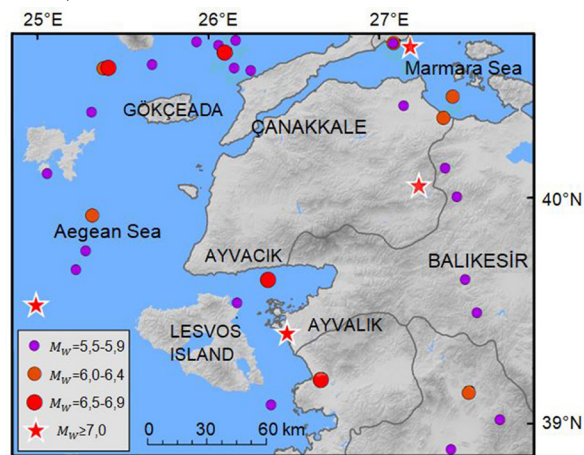 25°E
26°E
27°E
Marmara Sea
GÖKÇEADA
ÇANAKKALE
40°N
Aegean Sea
AYVACIK
BALIKESİR
LESVOS
ISLAND
AYVALIK
M_W=5,5-5,9
M_W=6,0-6,4
M_W=6,5-6,9
M_W≥7,0
0 30 60 km
39°N